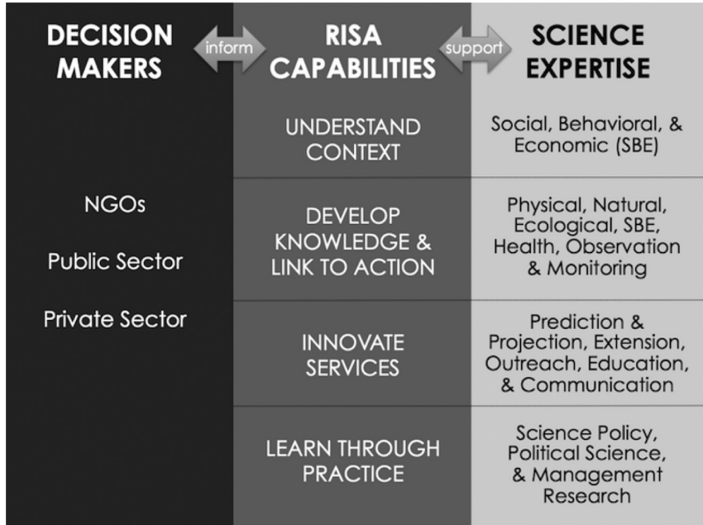 DECISION
MAKERS
inform
RISA
CAPABILITIES
support
SCIENCE
EXPERTISE
NGOs
Public Sector
Private Sector
UNDERSTAND
CONTEXT
Social, Behavioral, &
Economic (SBE)
DEVELOP
KNOWLEDGE &
LINK TO ACTION
Physical, Natural,
Ecological, SBE,
Health, Observation
& Monitoring
INNOVATE
SERVICES
Prediction &
Projection, Extension,
Outreach, Education,
& Communication
LEARN THROUGH
PRACTICE
Science Policy,
Political Science,
& Management
Research